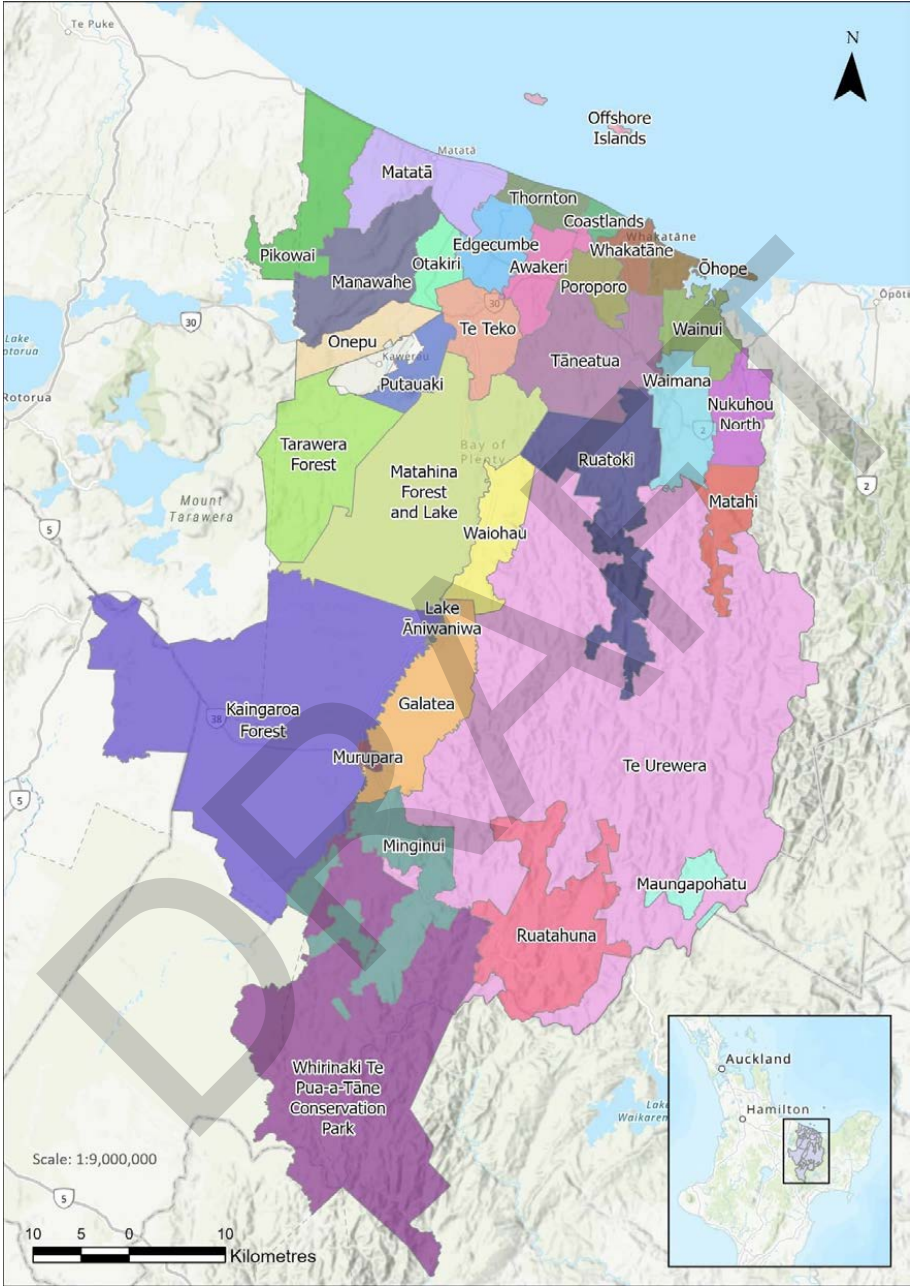 Te Puke
N
Offshore
Islands
Matatā
Matatā
Thornton
Coastlands
Whakatāne
Whakatāne
Edgecumbe
Otakiri
Awakeri
Pikowai
Manawahe
Poroporo
Ōhope
30
30
Te Teko
Wainui
Onepu
Kawerau
Tāneatua
Rotorua
Putauaki
Waimana
Nukuhou
North
2
Tarawera
Forest
Bay of
Plenty
Ruatoki
Matahina
Forest
and Lake
Mount
Tarawera
Matahi
2
5
Waiohau
Lake
Āniwaniwa
Galatea
Kaingaroa
Forest
38
Murupara
Te Urewera
5
Minginui
Maungapohatu
Ruatahuna
Whirinaki Te
Pua-a-Tāne
Conservation
Park
Auckland
Hamilton
Lake
Scale: 1:9,000,000
5
10 5 0 10
Kilometres
DRAFT